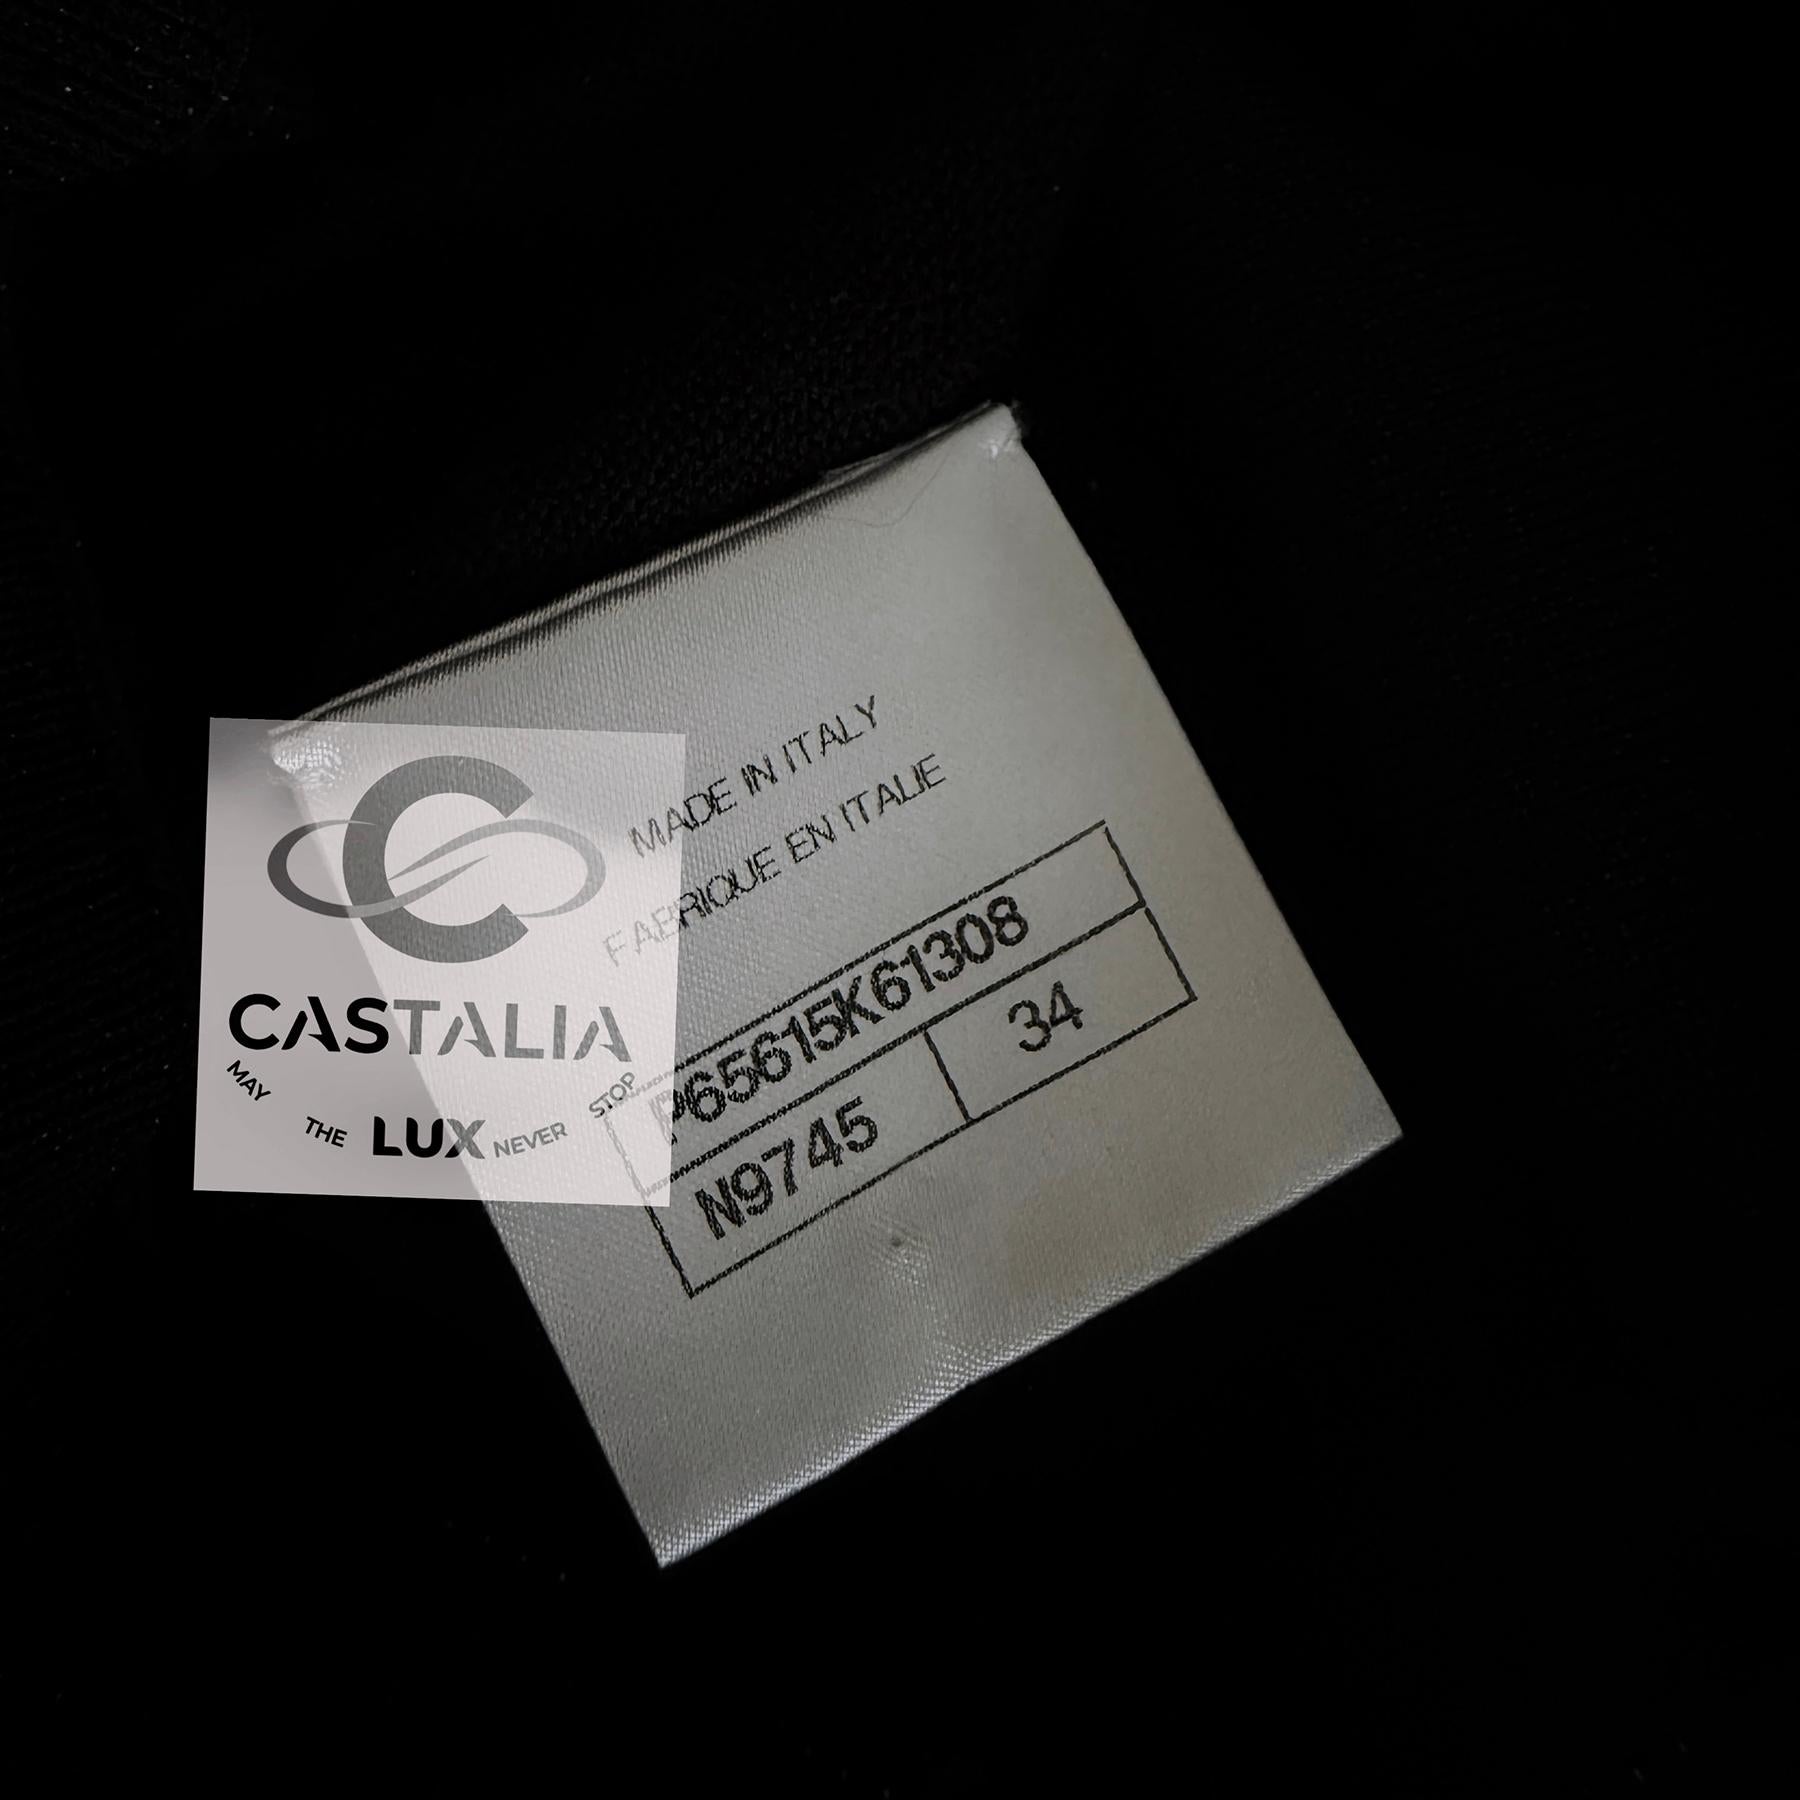 MADE IN ITALY
FABRIQUE EN ITALIE
P65615K61308
N9745 34
CASTALIA
MAY THE LUX NEVER STOP